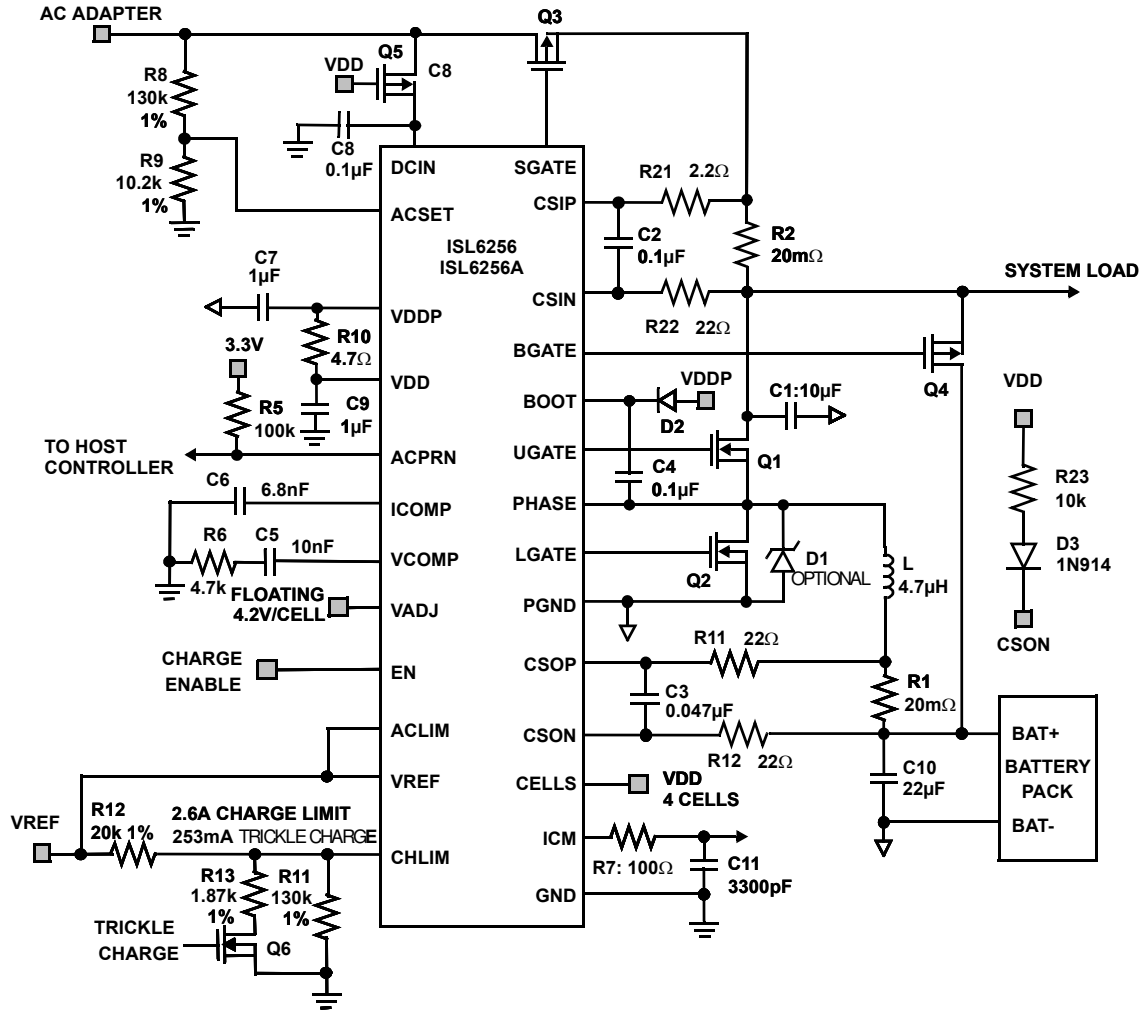 AC ADAPTER
Q3
Q5
VDD
C8
R8
130k
1%
C8
0.1µF
R9
10.2k
1%
DCIN
SGATE
R21 2.2Ω
CSIP
ACSET
ISL6256
ISL6256A
C2
0.1µF
R2
20mΩ
C7
1µF
SYSTEM LOAD
CSIN
VDDP
R22 22Ω
R10
4.7Ω
3.3V
BGATE
VDD
VDDP
C1:10µF
Q4
VDD
R5
100k
C9
1µF
BOOT
D2
TO HOST
CONTROLLER
ACPRN
UGATE
Q1
C4
0.1µF
R23
10k
C6
6.8nF
ICOMP
PHASE
R6
C5
10nF
VCOMP
LGATE
Q2
D1
OPTIONAL
L
4.7µH
D3
1N914
4.7k
FLOATING
4.2V/CELL
VADJ
PGND
CSON
R11 22Ω
CHARGE
ENABLE
EN
CSOP
C3
0.047µF
R1
20mΩ
ACLIM
CSON
R12 22Ω
BAT+
BATTERY
PACK
BAT-
VREF
CELLS
VDD
4 CELLS
C10
22µF
VREF
R12
20k 1%
2.6A CHARGE LIMIT
253mA TRICKLE CHARGE
CHLIM
ICM
R7: 100Ω
C11
3300pF
R13
1.87k
1%
R11
130k
1%
GND
TRICKLE
CHARGE
Q6